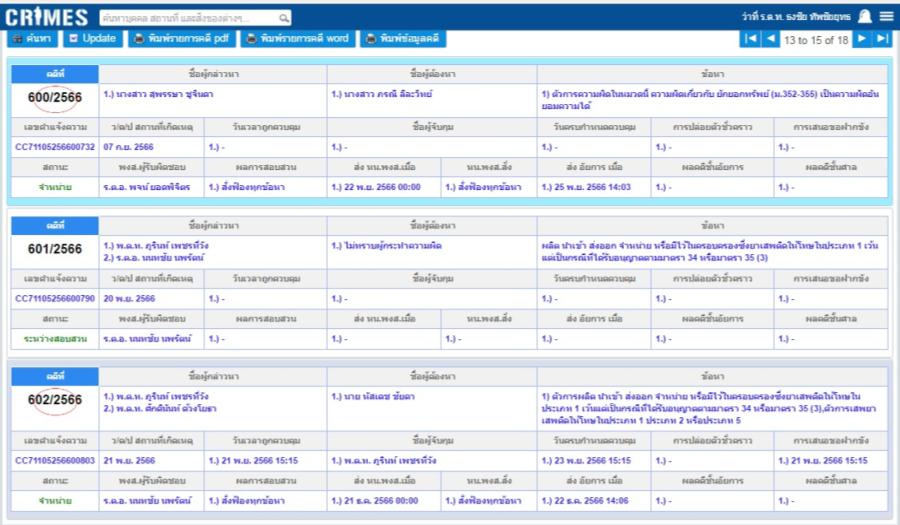 CRIMES ค้นหาบุคคล สถานที่ และสิ่งของต่างๆ... ว่าที่ ร.ต.ท. ธงชัย ทัพชัยยุทธ
ค้นหา Update พิมพ์รายการคดี pdf พิมพ์รายการคดี word พิมพ์ข้อมูลคดี 13 to 15 of 18
คดีที่ ชื่อผู้กล่าวหา ชื่อผู้ต้องหา ข้อหา
600/2566 1.) นางสาว สุพรรษา ชูจินดา 1.) นางสาว ภรณี ลีละวิทย์ 1) ตัวการความผิดในหมวดนี้ ความผิดเกี่ยวกับ ยักยอกทรัพย์ (ม.352-355) เป็นความผิดอัน
ยอมความได้
เลขคำแจ้งความ ว/ด/ป สถานที่เกิดเหตุ วันเวลาถูกควบคุม ชื่อผู้จับกุม วันครบกำหนดควบคุม การปล่อยตัวชั่วคราว การเสนอขอฝากขัง
CC71105256600732 07 ก.ย. 2566 1.) - 1.) - 1.) - 1.) - 1.) -
สถานะ พงส.ผู้รับผิดชอบ ผลการสอบสวน ส่ง หน.พงส.เมื่อ หน.พงส.สั่ง ส่ง อัยการ เมื่อ ผลคดีชั้นอัยการ ผลคดีชั้นศาล
จำหน่าย ร.ต.อ. พจน์ ยอดพิจิตร 1.) สั่งฟ้องทุกข้อหา 1.) 22 พ.ย. 2566 00:00 1.) สั่งฟ้องทุกข้อหา 1.) 25 พ.ย. 2566 14:03 1.) - 1.) -
คดีที่ ชื่อผู้กล่าวหา ชื่อผู้ต้องหา ข้อหา
601/2566 1.) พ.ต.ท. ภูรินท์ เพชรที่วัง 1.) ไม่ทราบผู้กระทำความผิด ผลิต นำเข้า ส่งออก จำหน่าย หรือมีไว้ในครอบครองซึ่งยาเสพติดให้โทษในประเภท 1 เว้น
2.) ร.ต.อ. นนทชัย นพรัตน์ แต่เป็นกรณีที่ได้รับอนุญาตตามมาตรา 34 หรือมาตรา 35 (3)
เลขคำแจ้งความ ว/ด/ป สถานที่เกิดเหตุ วันเวลาถูกควบคุม ชื่อผู้จับกุม วันครบกำหนดควบคุม การปล่อยตัวชั่วคราว การเสนอขอฝากขัง
CC71105256600790 20 พ.ย. 2566 1.) - 1.) - 1.) - 1.) - 1.) -
สถานะ พงส.ผู้รับผิดชอบ ผลการสอบสวน ส่ง หน.พงส.เมื่อ หน.พงส.สั่ง ส่ง อัยการ เมื่อ ผลคดีชั้นอัยการ ผลคดีชั้นศาล
ระหว่างสอบสวน ร.ต.อ. นนทชัย นพรัตน์ 1.) - 1.) - 1.) - 1.) - 1.) - 1.) -
คดีที่ ชื่อผู้กล่าวหา ชื่อผู้ต้องหา ข้อหา
602/2566 1.) พ.ต.ท. ภูรินท์ เพชรที่วัง 1.) นาย นัสเดช ชัยดา 1) ตัวการผลิต นำเข้า ส่งออก จำหน่าย หรือมีไว้ในครอบครองซึ่งยาเสพติดให้โทษใน
2.) พ.ต.ท. ศักดิ์นันท์ ด้วงโยธา ประเภท 1 เว้นแต่เป็นกรณีที่ได้รับอนุญาตตามมาตรา 34 หรือมาตรา 35 (3),ตัวการเสพยา
เสพติดให้โทษในประเภท 1 ประเภท 2 หรือประเภท 5
เลขคำแจ้งความ ว/ด/ป สถานที่เกิดเหตุ วันเวลาถูกควบคุม ชื่อผู้จับกุม วันครบกำหนดควบคุม การปล่อยตัวชั่วคราว การเสนอขอฝากขัง
CC71105256600803 21 พ.ย. 2566 1.) 21 พ.ย. 2566 15:15 1.) พ.ต.ท. ภูรินท์ เพชรที่วัง 1.) 23 พ.ย. 2566 15:15 1.) - 1.) 21 พ.ย. 2566 15:15
สถานะ พงส.ผู้รับผิดชอบ ผลการสอบสวน ส่ง หน.พงส.เมื่อ หน.พงส.สั่ง ส่ง อัยการ เมื่อ ผลคดีชั้นอัยการ ผลคดีชั้นศาล
จำหน่าย ร.ต.อ. นนทชัย นพรัตน์ 1.) สั่งฟ้องทุกข้อหา 1.) 21 ธ.ค. 2566 00:00 1.) สั่งฟ้องทุกข้อหา 1.) 22 ธ.ค. 2566 14:06 1.) - 1.) -